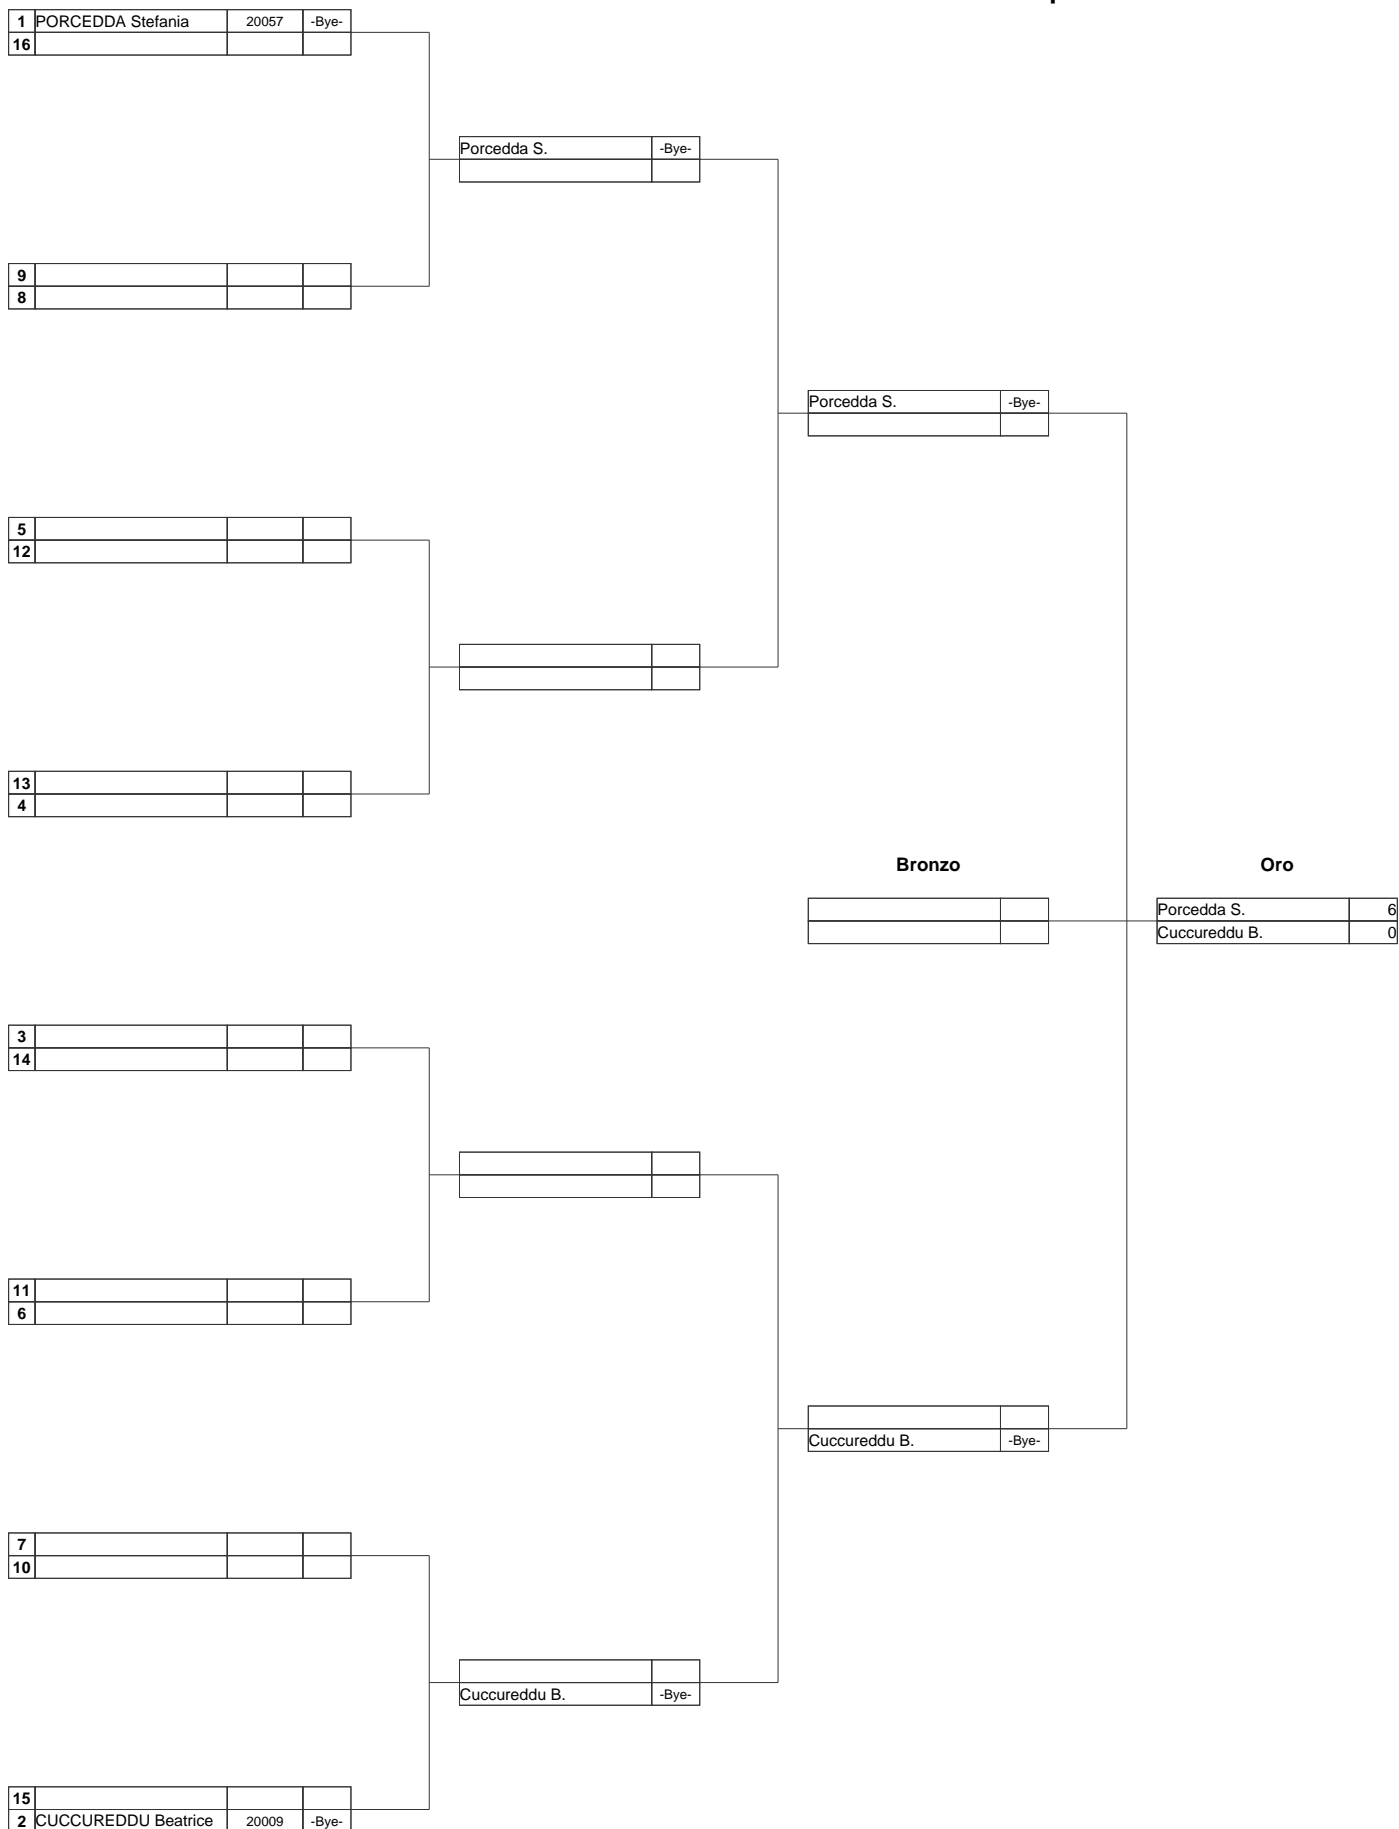 1 PORCEDDA Stefania 20057 -Bye-
16
Porcedda S. -Bye-
9
8
Porcedda S. -Bye-
5
12
13
4
Bronzo Oro
Porcedda S. 6
Cuccureddu B. 0
3
14
11
6
Cuccureddu B. -Bye-
7
10
Cuccureddu B. -Bye-
15
2 CUCCUREDDU Beatrice 20009 -Bye-